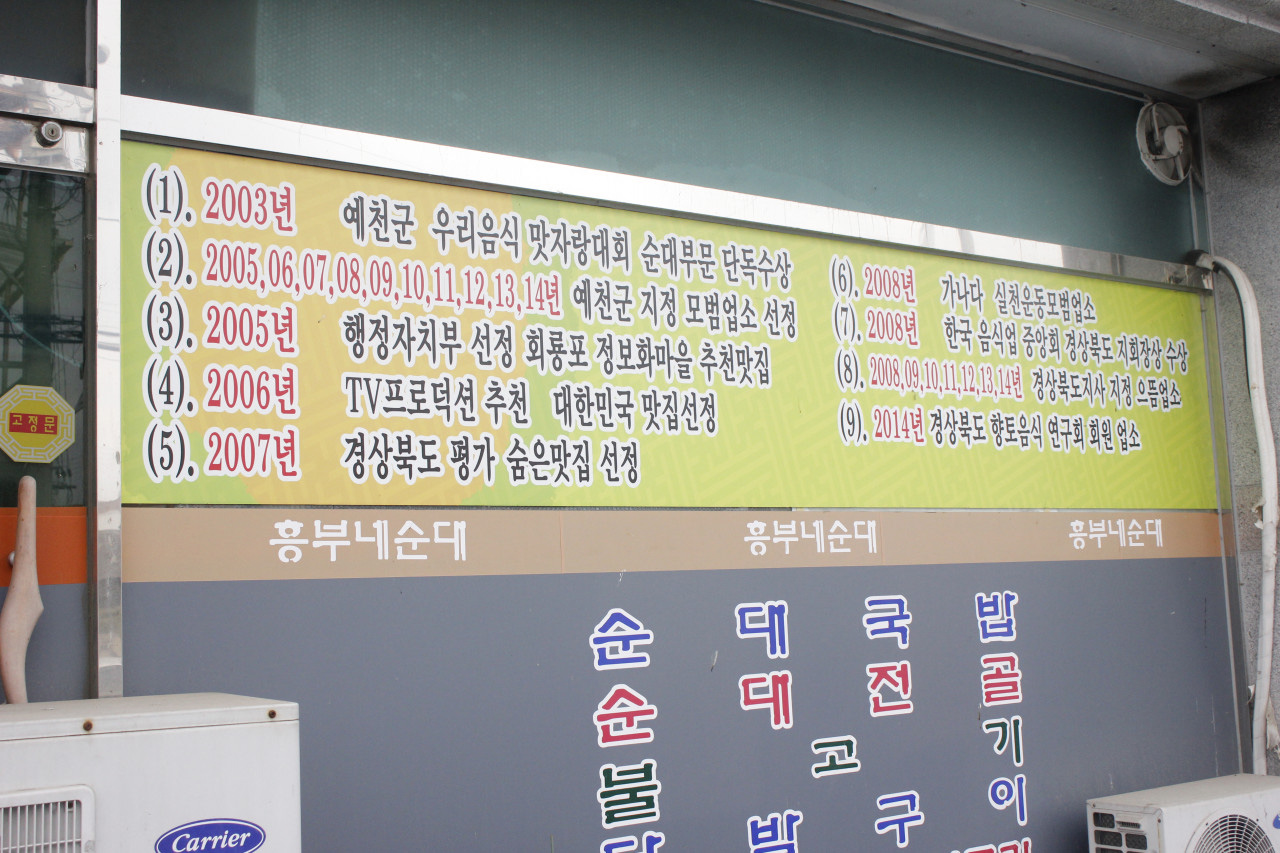 (1). 2003년 예천군 우리음식 맛자랑대회 순대부문 단독수상
(2). 2005,06,07,08,09,10,11,12,13,14년 예천군 지정 모범업소 선정
(3). 2005년 행정자치부 선정 회룡포 정보화마을 추천맛집
(4). 2006년 TV프로덕션 추천 대한민국 맛집선정
(5). 2007년 경상북도 평가 숨은맛집 선정
(6). 2008년 가나다 실천운동모범업소
(7). 2008년 한국 음식업 중앙회 경상북도지회장상 수상
(8). 2008,09,10,11,12,13,14년 경상북도지사 지정 으뜸업소
(9). 2014년 경상북도 향토음식 연구회 회원 업소
고정문
흥부네순대 흥부네순대 흥부네순대
순대국밥
순대전골
불고기
박구이
Carrier